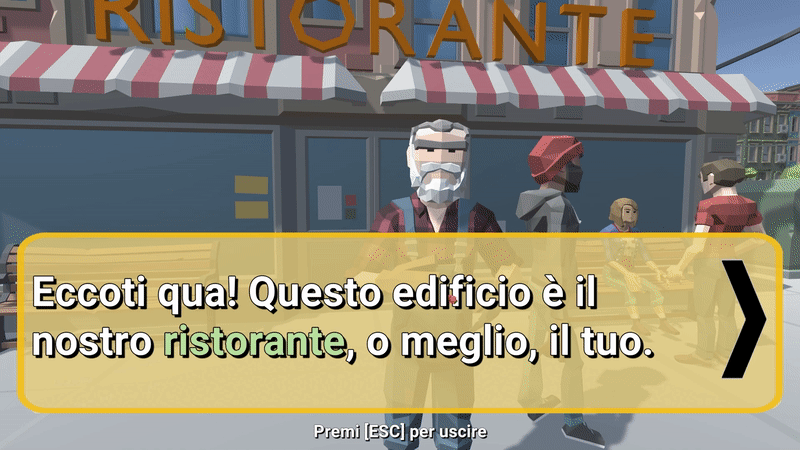 RISTORANTE
Eccoti qua! Questo edificio è il
nostro ristorante, o meglio, il tuo.
Premi [ESC] per uscire